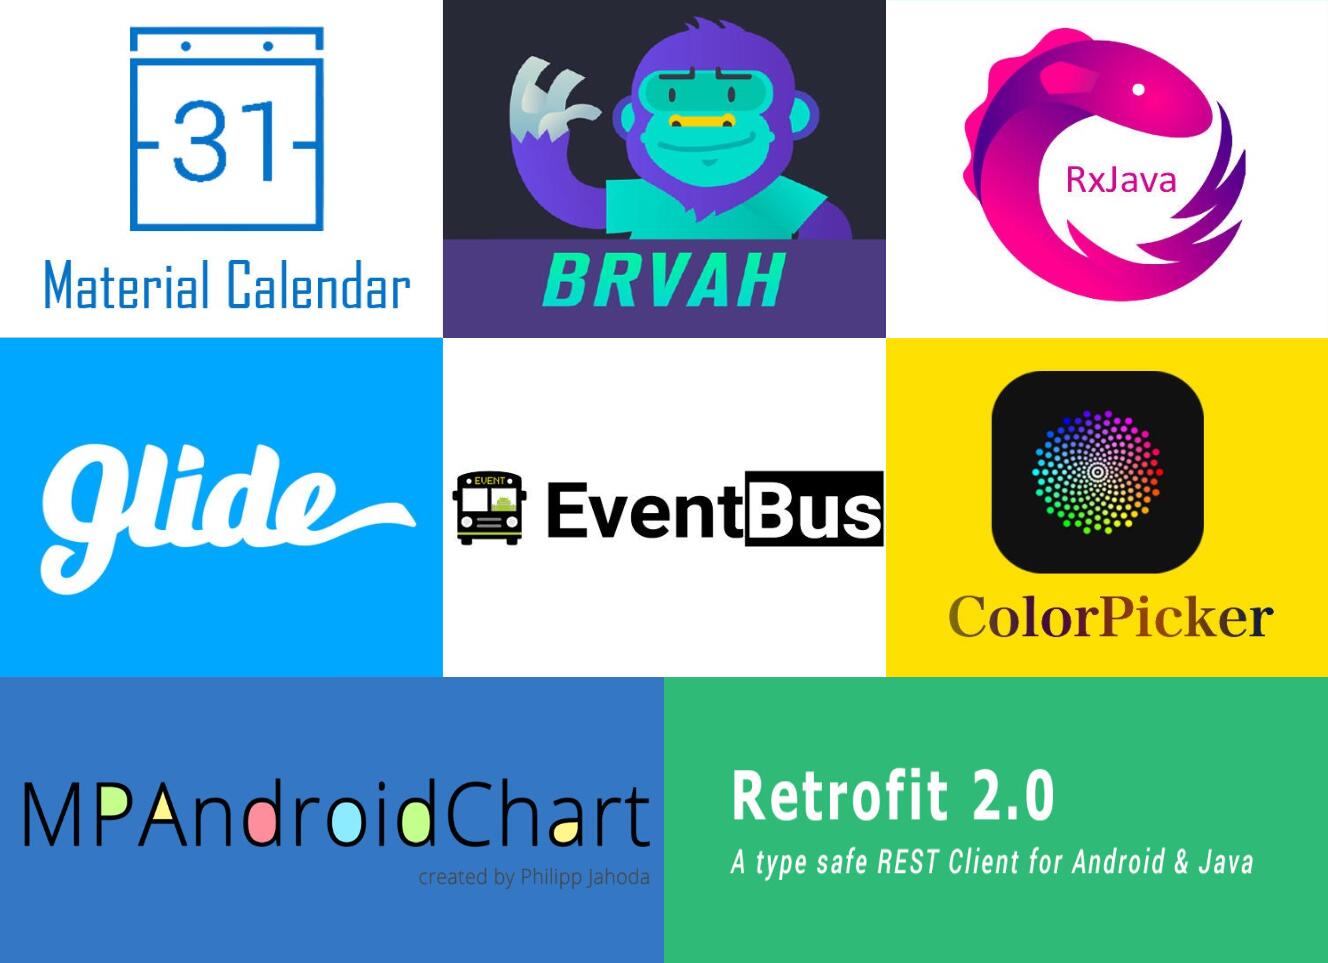 31
Material Calendar
BRVAH
RxJava
glide
EVENT
EventBus
ColorPicker
MPAndroidChart
created by Philipp Jahoda
Retrofit 2.0
A type safe REST Client for Android & Java